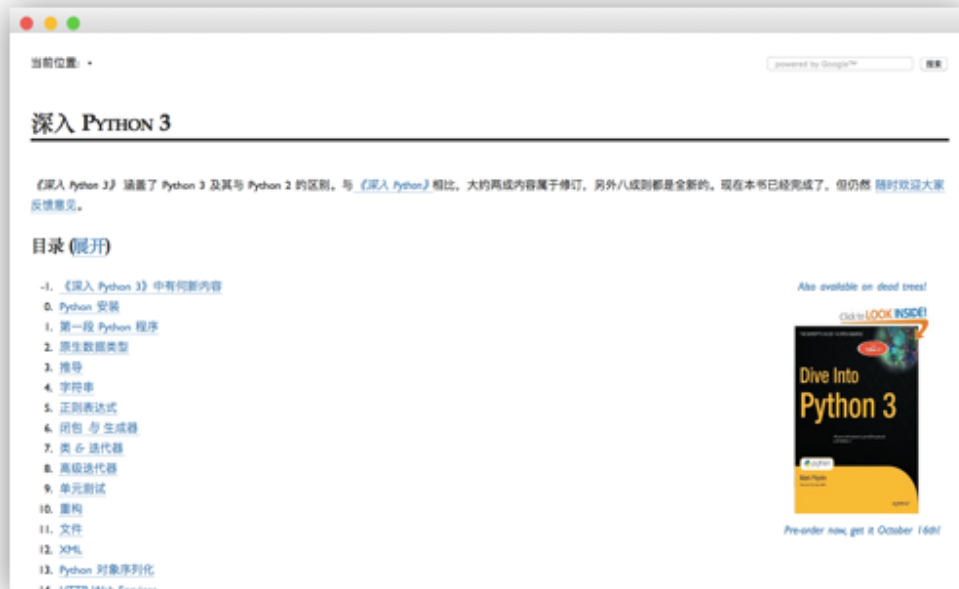 当前位置: •
powered by Google™ 搜索
深入 PYTHON 3
《深入 Python 3》 涵盖了 Python 3 及其与 Python 2 的区别。与 《深入 Python》相比，大约两成内容属于修订，另外八成则都是全新的。现在本书已经完成了，但仍然 随时欢迎大家
反馈意见。
目录 (展开)
-1. 《深入 Python 3》中有何新内容
0. Python 安装
1. 第一段 Python 程序
2. 原生数据类型
3. 推导
4. 字符串
5. 正则表达式
6. 闭包 与 生成器
7. 类 & 迭代器
8. 高级迭代器
9. 单元测试
10. 重构
11. 文件
12. XML
13. Python 对象序列化
14. HTTP Web Services
Also available on dead trees!
Click to LOOK INSIDE!
Dive Into
Python 3
python
Mark Pilgrim
Apress
Pre-order now, get it October 16th!